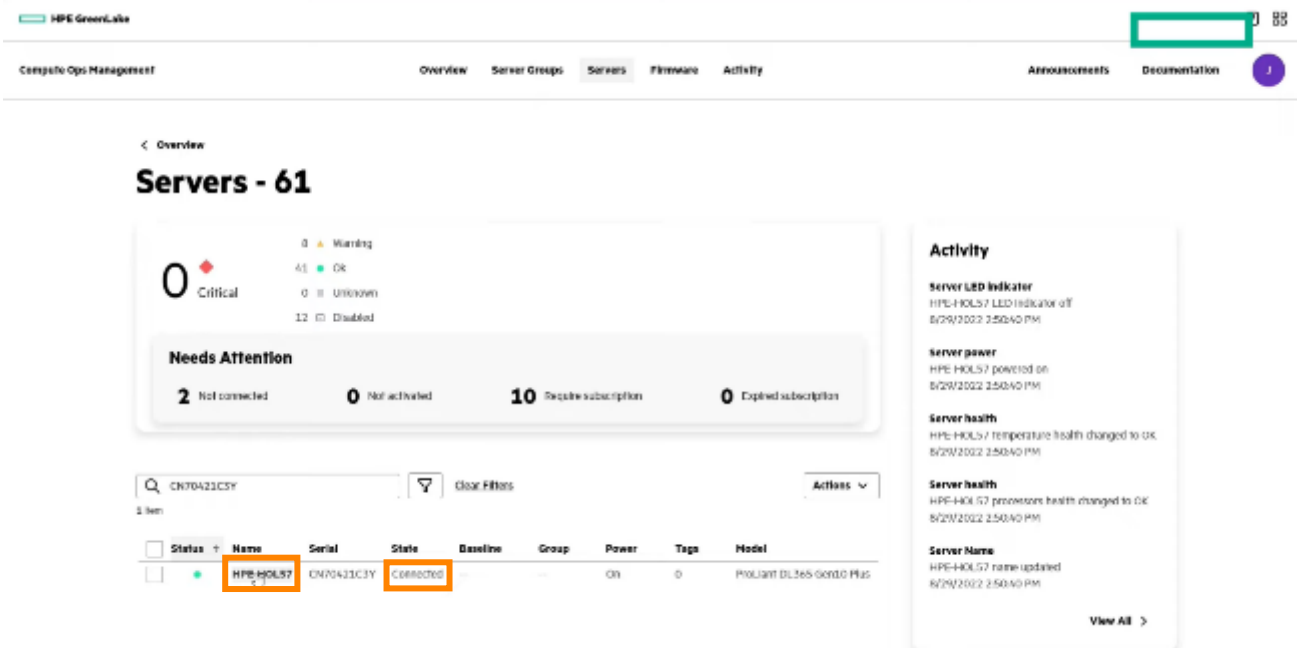 HPE GreenLake
Compute Ops Management Overview Server Groups Servers Firmware Activity Announcements Documentation J
< Overview
Servers - 61
0 Critical
8 Warning
41 Ok
0 Unknown
12 Disabled
Needs Attention
2 Not connected 0 Not activated 10 Require subscription 0 Expired subscription
CN70421C3Y Clear Filters Actions
1 item
Status ↑ Name Serial State Baseline Group Power Tags Model
HPE-HOL57 CN70421C3Y Connected -- -- On 0 ProLiant DL365 Gen10 Plus
Activity
Server LED indicator
HPE-HOL57 LED indicator off
8/29/2022 2:50:40 PM
Server power
HPE-HOL57 powered on
8/29/2022 2:50:40 PM
Server health
HPE-HOL57 temperature health changed to OK
8/29/2022 2:50:40 PM
Server health
HPE-HOL57 processors health changed to OK
8/29/2022 2:50:40 PM
Server Name
HPE-HOL57 name updated
8/29/2022 2:50:40 PM
View All >